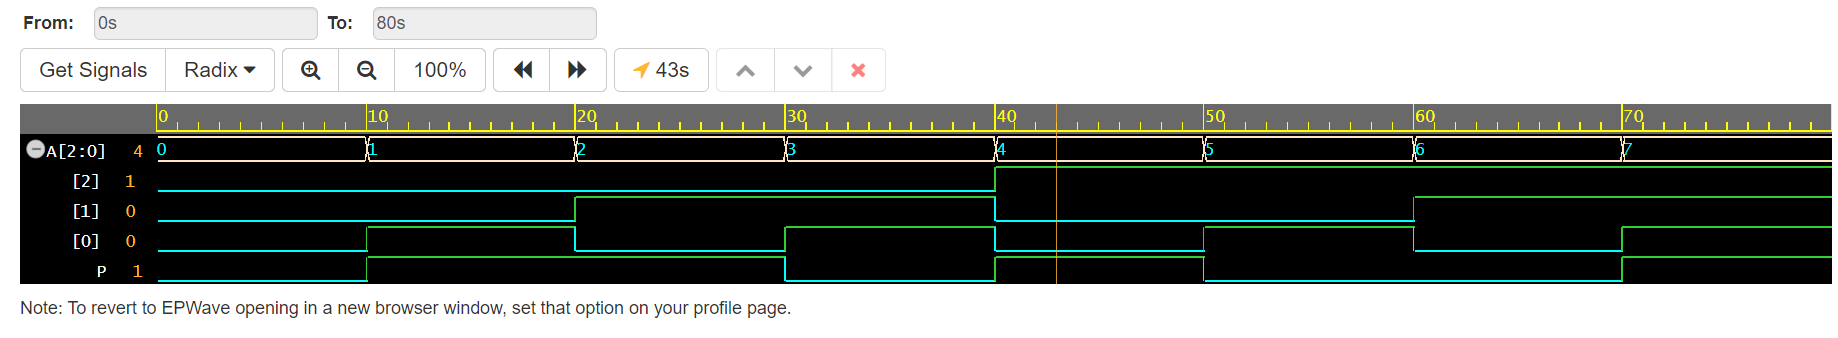 From: 0s To: 80s
Get Signals Radix 100% 43s
0 10 20 30 40 50 60 70
A[2:0] 4 0 1 2 3 4 5 6 7
[2] 1
[1] 0
[0] 0
P 1
Note: To revert to EPWave opening in a new browser window, set that option on your profile page.